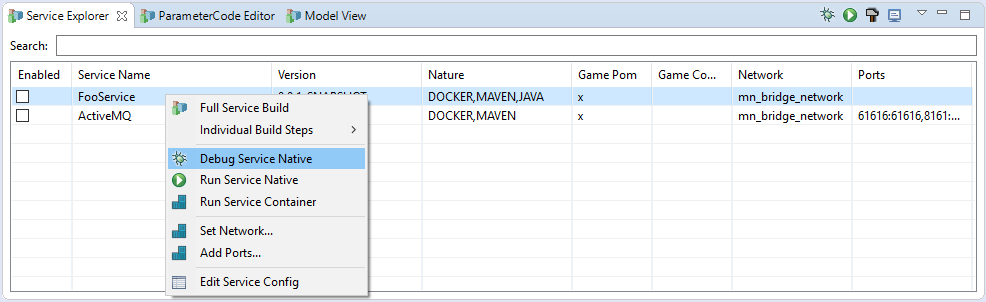 Service Explorer ParameterCode Editor Model View
Search:
Enabled Service Name Version Nature Game Pom Game Co... Network Ports
FooService DOCKER,MAVEN,JAVA x mn_bridge_network
ActiveMQ DOCKER,MAVEN x mn_bridge_network 61616:61616,8161:...
Full Service Build
Individual Build Steps
Debug Service Native
Run Service Native
Run Service Container
Set Network...
Add Ports...
Edit Service Config